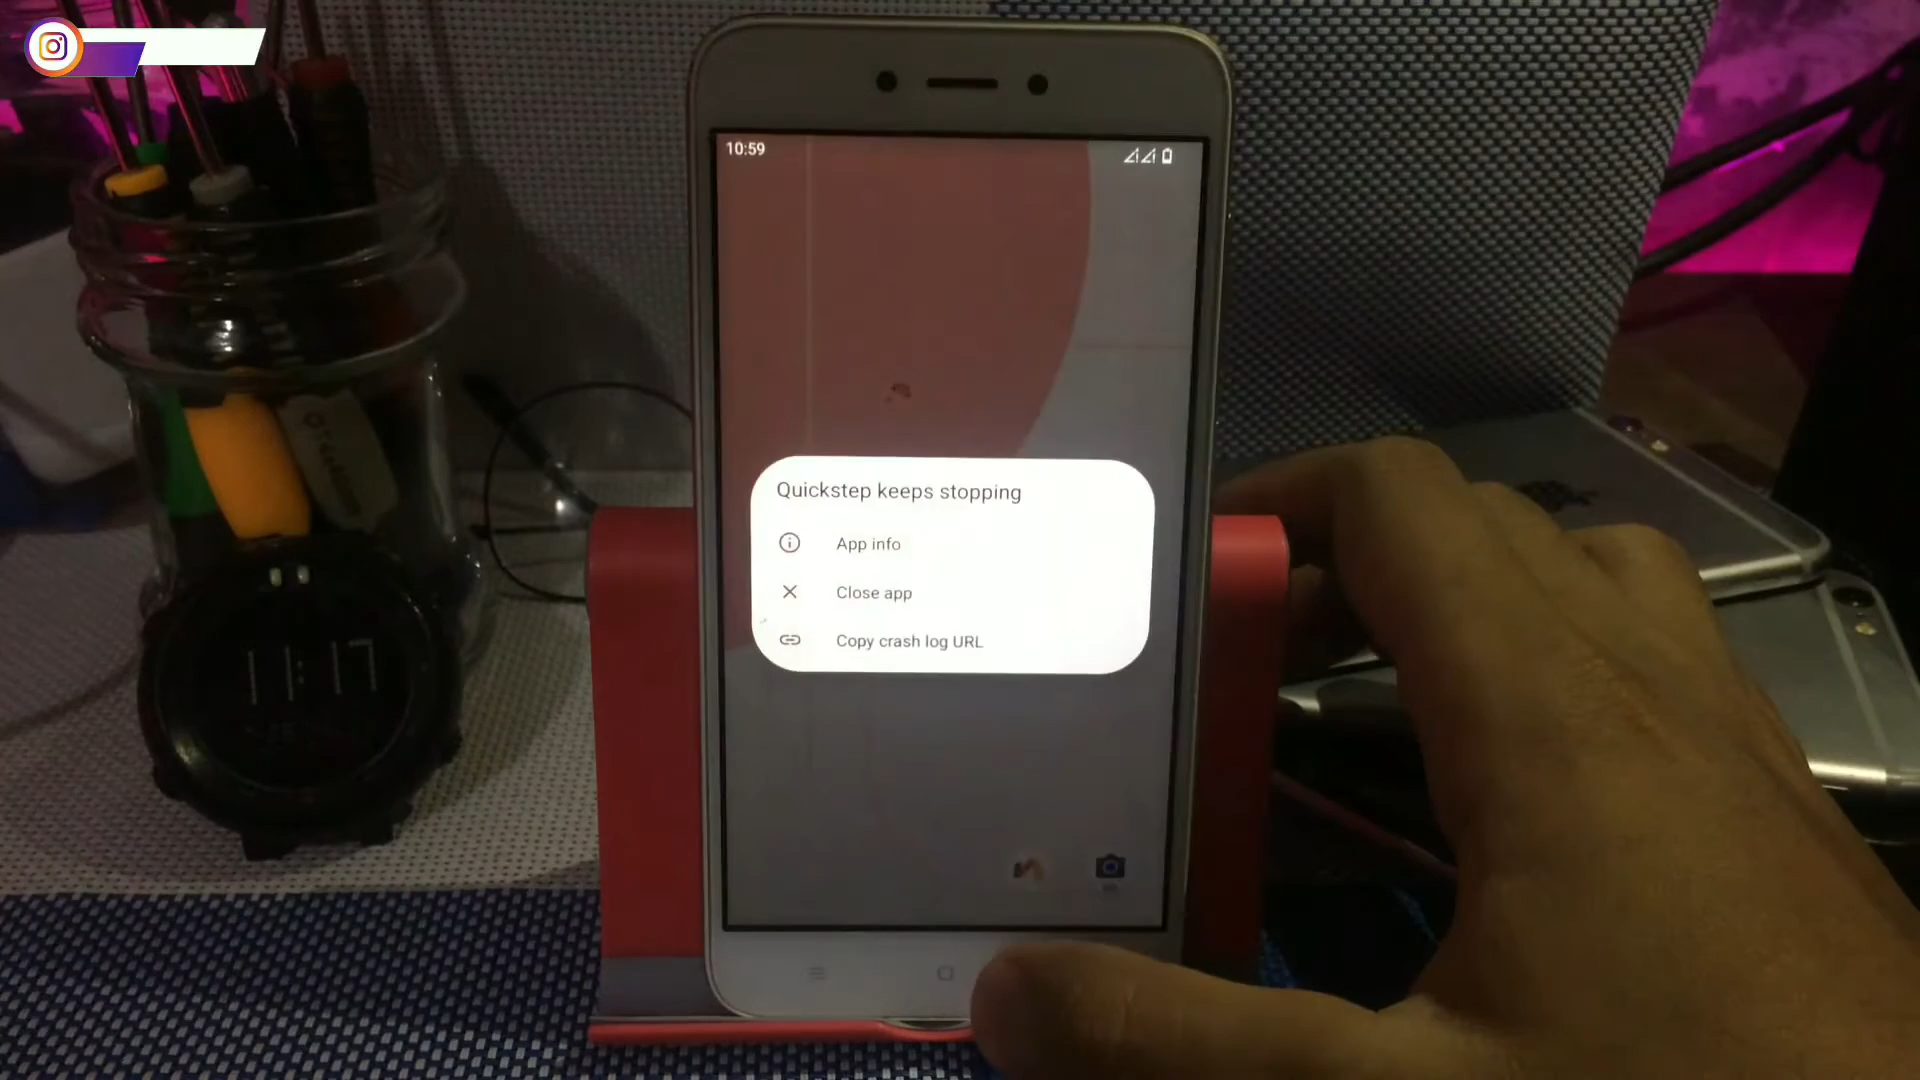 10:59
Quickstep keeps stopping
App info
Close app
Copy crash log URL
11:17